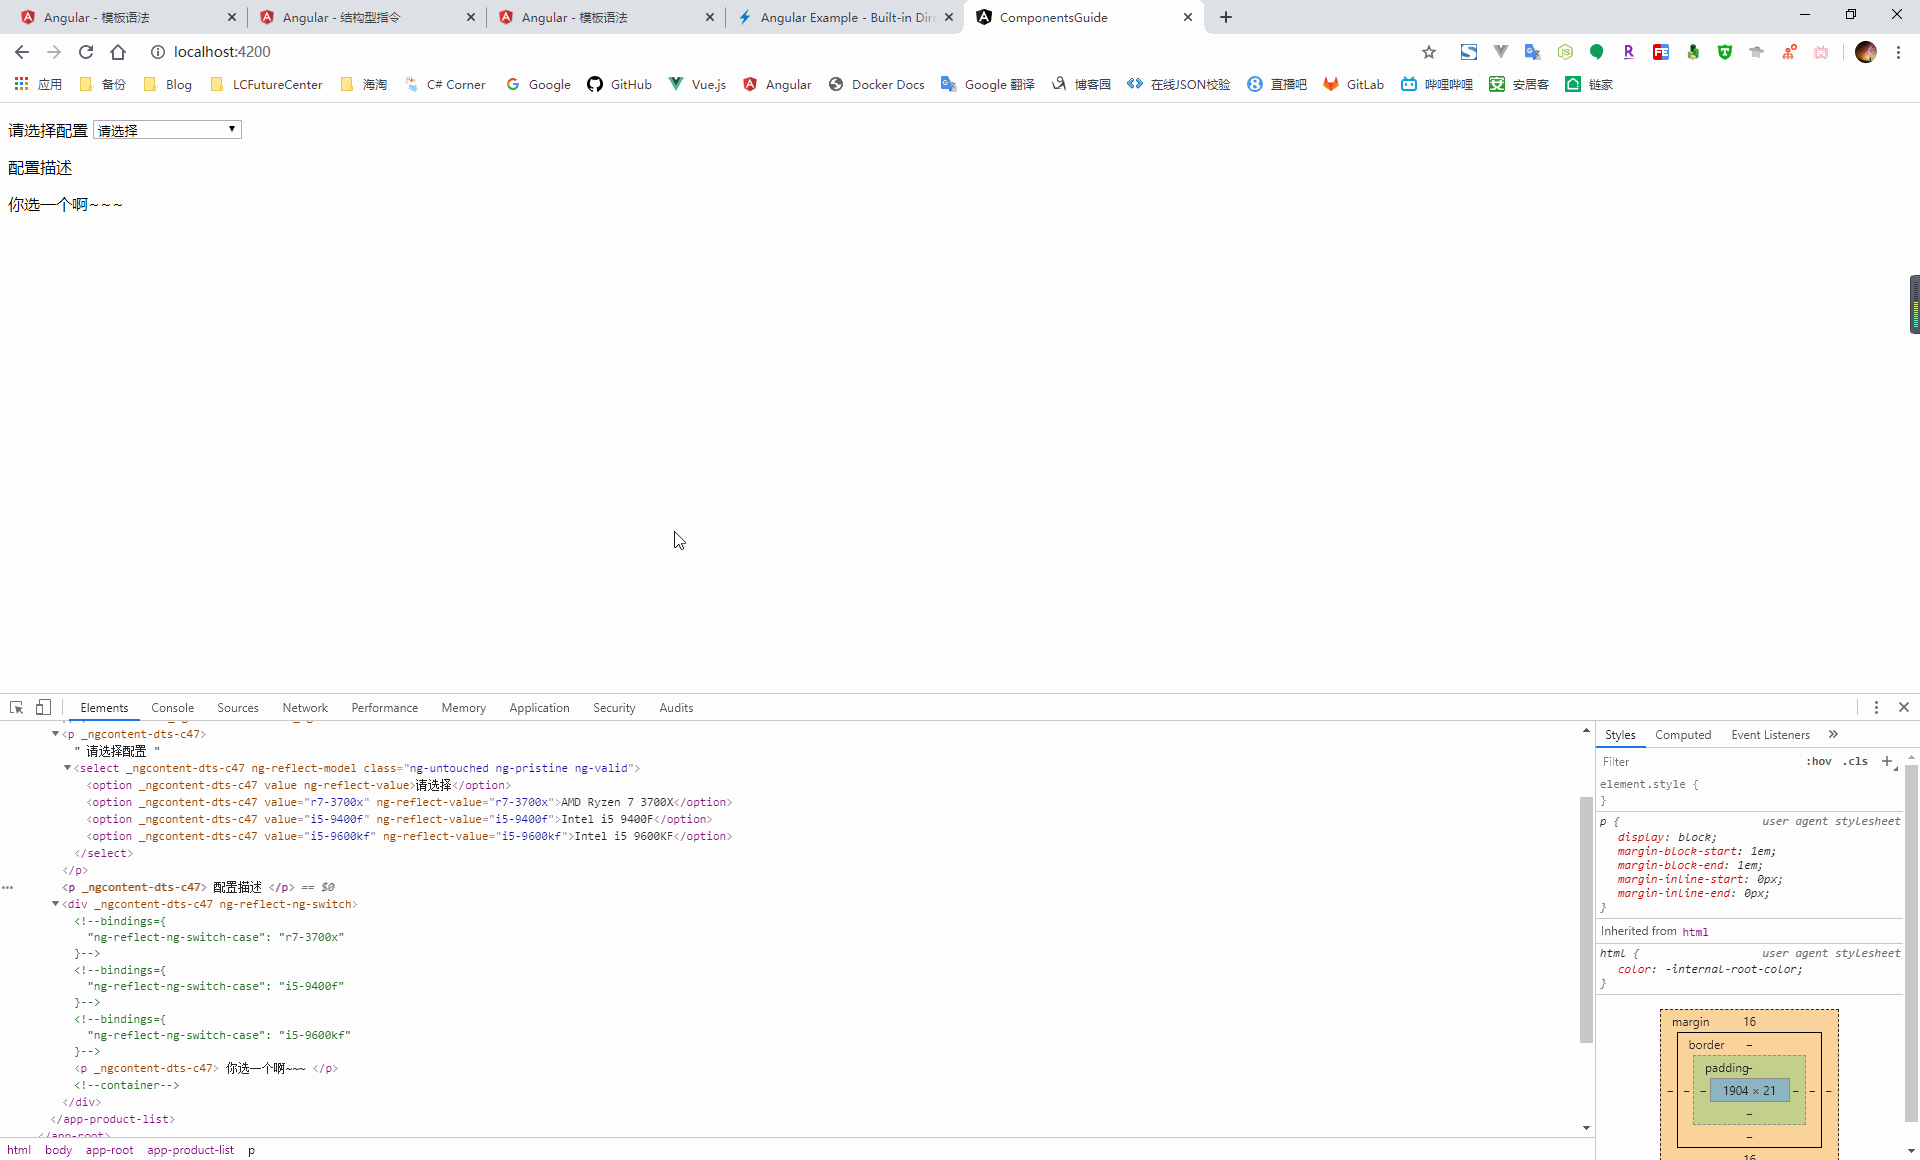 Angular - 模板语法
Angular - 结构型指令
Angular - 模板语法
Angular Example - Built-in Dire
ComponentsGuide
localhost:4200
应用 备份 Blog LCFutureCenter 海淘 C# Corner Google GitHub Vue.js Angular Docker Docs Google 翻译 博客园 在线JSON校验 直播吧 GitLab 哔哩哔哩 安居客 链家
请选择配置 请选择
配置描述
你选一个啊~~~
Elements Console Sources Network Performance Memory Application Security Audits
<p _ngcontent-dts-c47>
" 请选择配置 "
<select _ngcontent-dts-c47 ng-reflect-model class="ng-untouched ng-pristine ng-valid">
<option _ngcontent-dts-c47 value ng-reflect-value>请选择</option>
<option _ngcontent-dts-c47 value="r7-3700x" ng-reflect-value="r7-3700x">AMD Ryzen 7 3700X</option>
<option _ngcontent-dts-c47 value="i5-9400f" ng-reflect-value="i5-9400f">Intel i5 9400F</option>
<option _ngcontent-dts-c47 value="i5-9600kf" ng-reflect-value="i5-9600kf">Intel i5 9600KF</option>
</select>
</p>
<p _ngcontent-dts-c47> 配置描述 </p> == $0
<div _ngcontent-dts-c47 ng-reflect-ng-switch>
<!--bindings={
"ng-reflect-ng-switch-case": "r7-3700x"
}-->
<!--bindings={
"ng-reflect-ng-switch-case": "i5-9400f"
}-->
<!--bindings={
"ng-reflect-ng-switch-case": "i5-9600kf"
}-->
<p _ngcontent-dts-c47> 你选一个啊~~~ </p>
<!--container-->
</div>
</app-product-list>
</app-root>
html body app-root app-product-list p
Styles Computed Event Listeners »
Filter :hov .cls +
element.style {
}
p { user agent stylesheet
display: block;
margin-block-start: 1em;
margin-block-end: 1em;
margin-inline-start: 0px;
margin-inline-end: 0px;
}
Inherited from html
html { user agent stylesheet
color: -internal-root-color;
}
margin 16
border –
padding –
– – – 1904 × 21 – – –
–
–
16